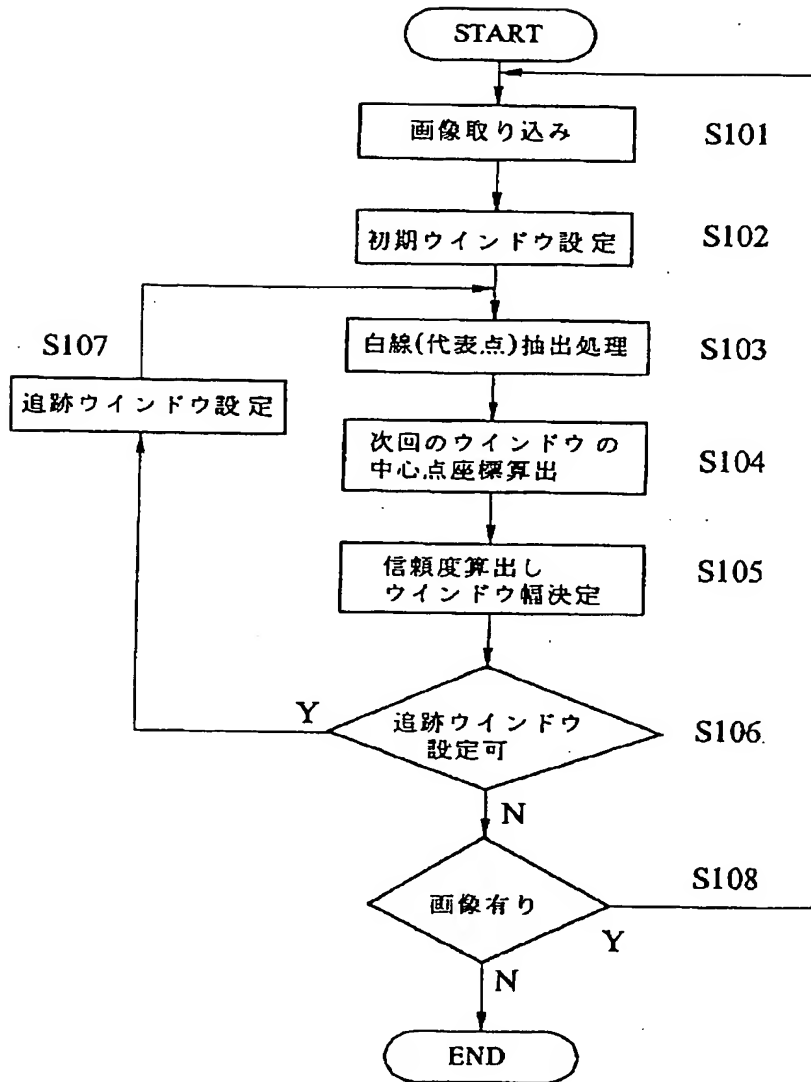 START
画像取り込み
S101
初期ウインドウ設定
S102
S107
追跡ウインドウ設定
白線(代表点)抽出処理
S103
次回のウインドウの
中心点座標算出
S104
信頼度算出し
ウインドウ幅決定
S105
Y
追跡ウインドウ
設定可
S106
N
画像有り
S108
Y
N
END